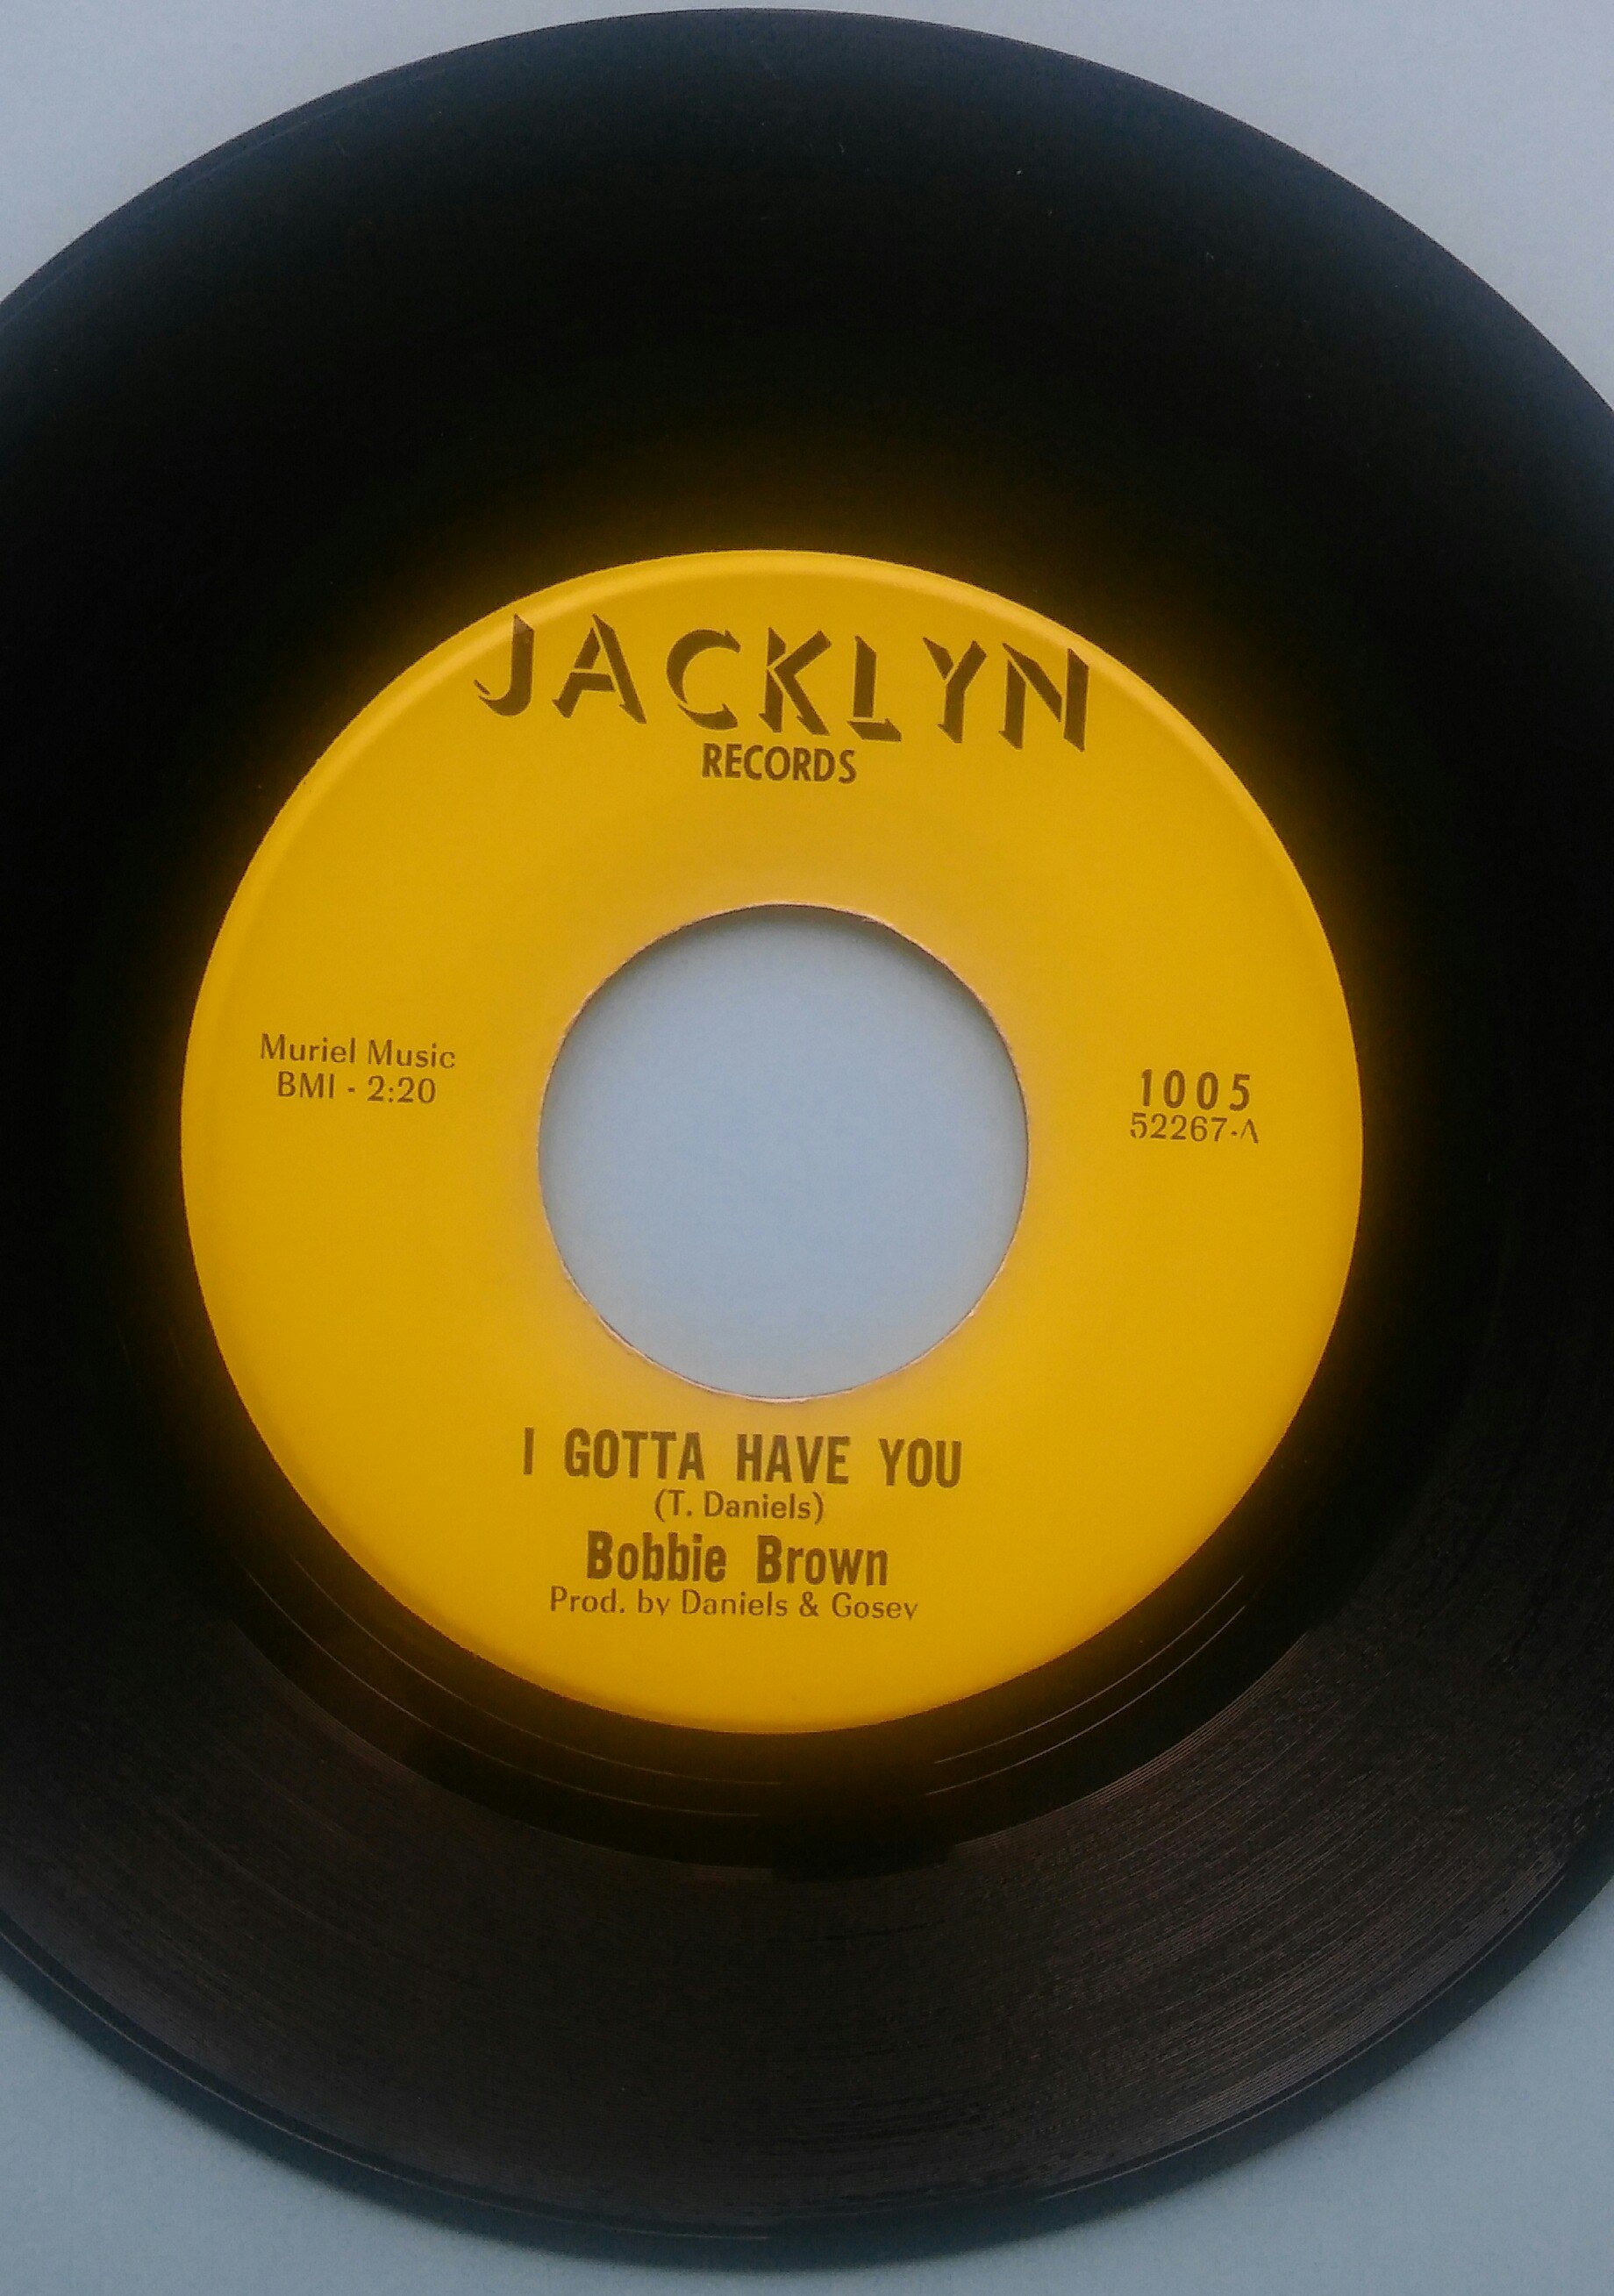 JACKLYN
RECORDS
Muriel Music
BMI - 2:20
1005
52267-A
I GOTTA HAVE YOU
(T. Daniels)
Bobbie Brown
Prod. by Daniels & Gosey